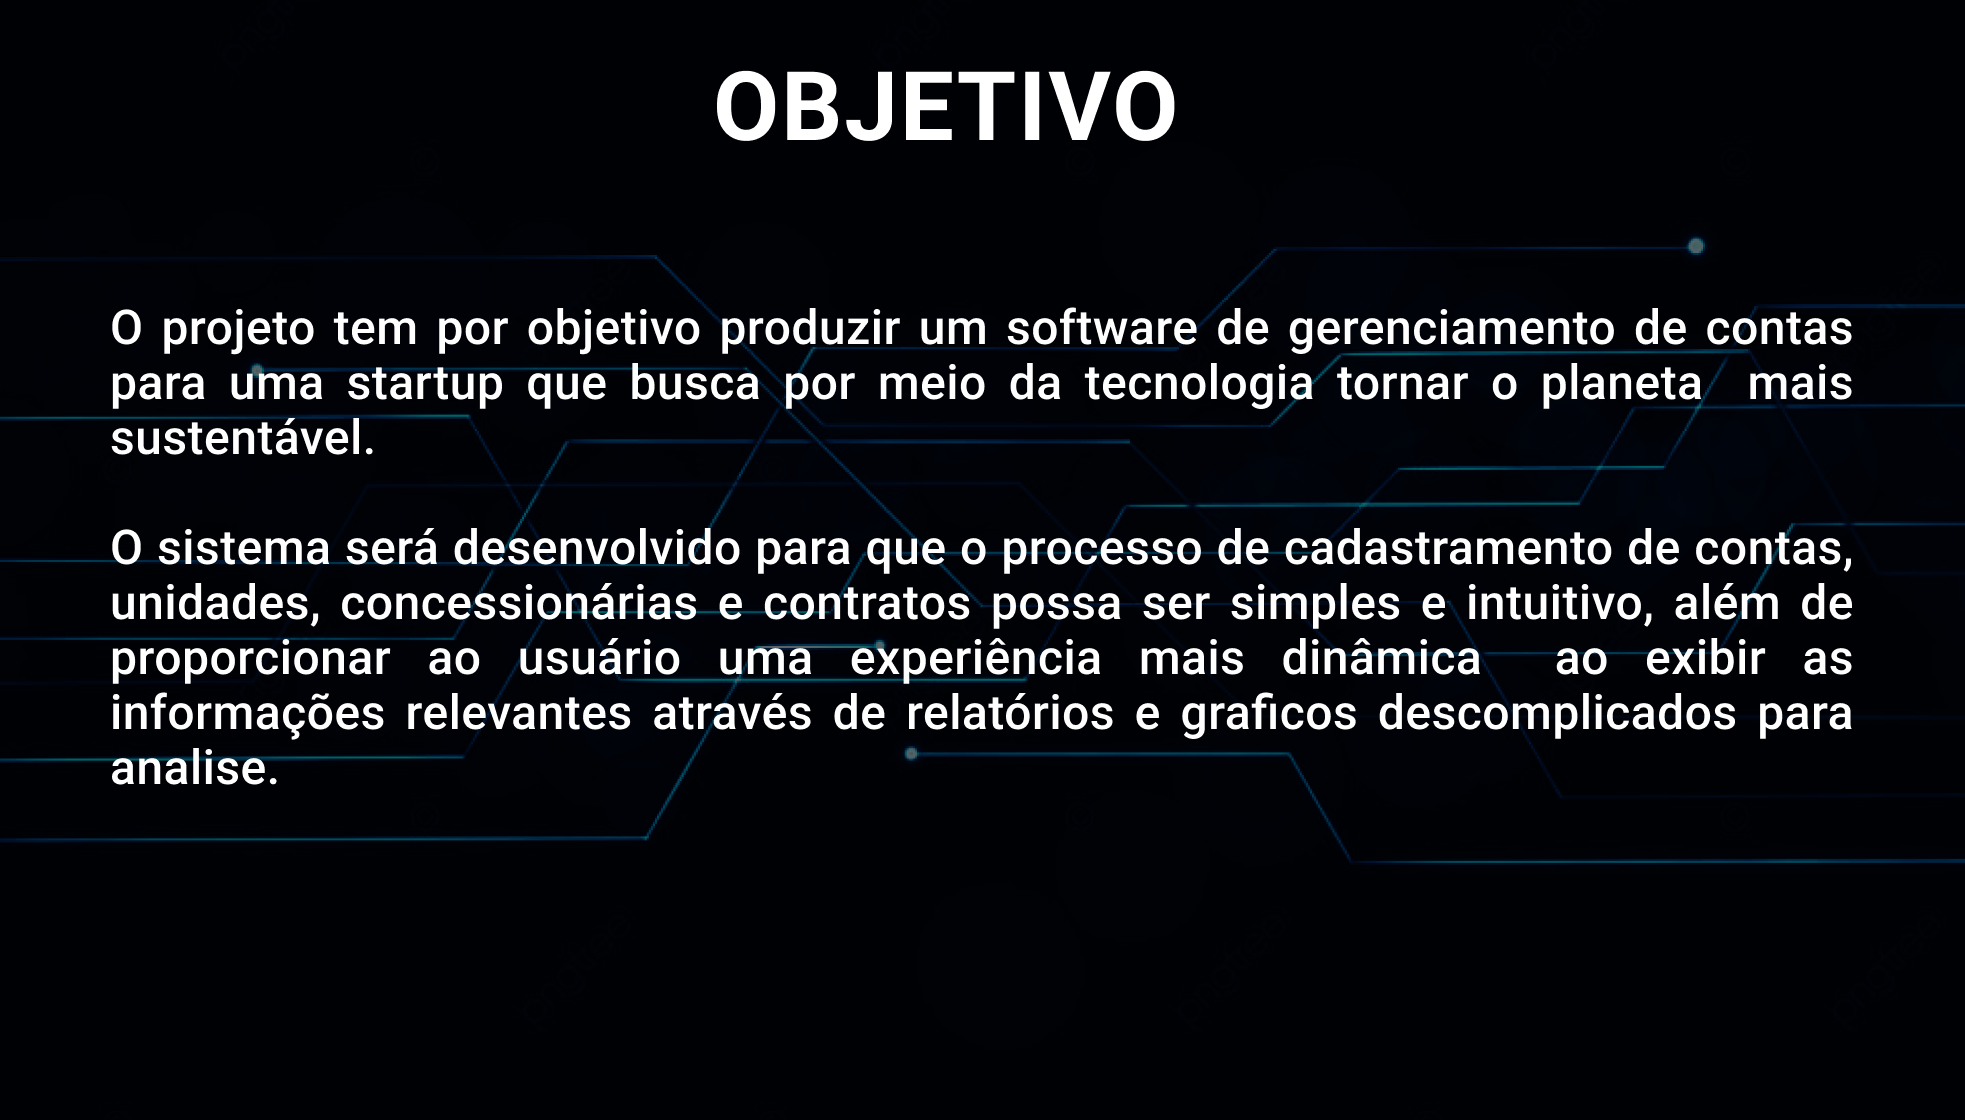 OBJETIVO
O projeto tem por objetivo produzir um software de gerenciamento de contas
para uma startup que busca por meio da tecnologia tornar o planeta mais
sustentável.
O sistema será desenvolvido para que o processo de cadastramento de contas,
unidades, concessionárias e contratos possa ser simples e intuitivo, além de
proporcionar ao usuário uma experiência mais dinâmica ao exibir as
informações relevantes através de relatórios e graficos descomplicados para
analise.